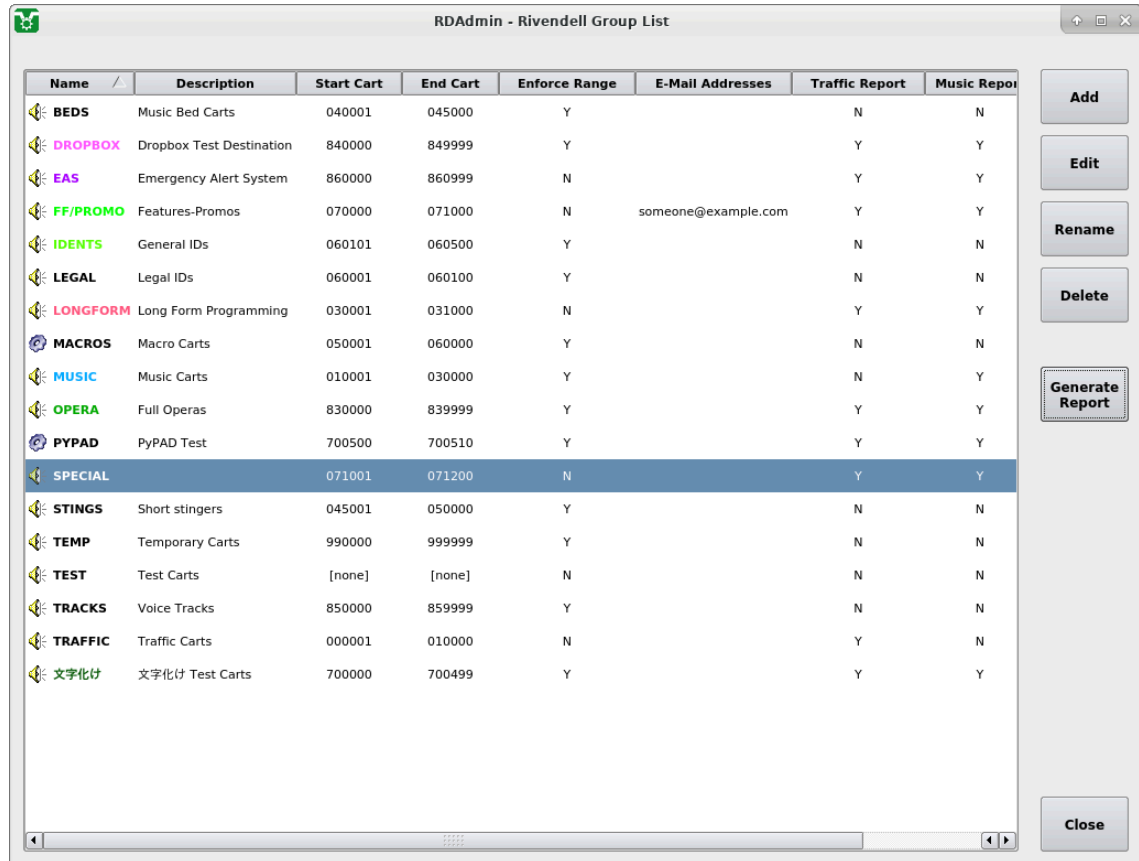 RDAdmin - Rivendell Group List
Name Description Start Cart End Cart Enforce Range E-Mail Addresses Traffic Report Music Repor
BEDS Music Bed Carts 040001 045000 Y N N
DROPBOX Dropbox Test Destination 840000 849999 Y Y Y
EAS Emergency Alert System 860000 860999 N Y Y
FF/PROMO Features-Promos 070000 071000 N someone@example.com Y Y
IDENTS General IDs 060101 060500 Y N N
LEGAL Legal IDs 060001 060100 Y N N
LONGFORM Long Form Programming 030001 031000 N Y Y
MACROS Macro Carts 050001 060000 Y N N
MUSIC Music Carts 010001 030000 Y N Y
OPERA Full Operas 830000 839999 Y Y Y
PYPAD PyPAD Test 700500 700510 Y Y Y
SPECIAL 071001 071200 N Y Y
STINGS Short stingers 045001 050000 Y N N
TEMP Temporary Carts 990000 999999 Y N N
TEST Test Carts [none] [none] N N N
TRACKS Voice Tracks 850000 859999 Y N N
TRAFFIC Traffic Carts 000001 010000 N Y N
文字化け 文字化け Test Carts 700000 700499 Y Y Y
Add
Edit
Rename
Delete
Generate
Report
Close